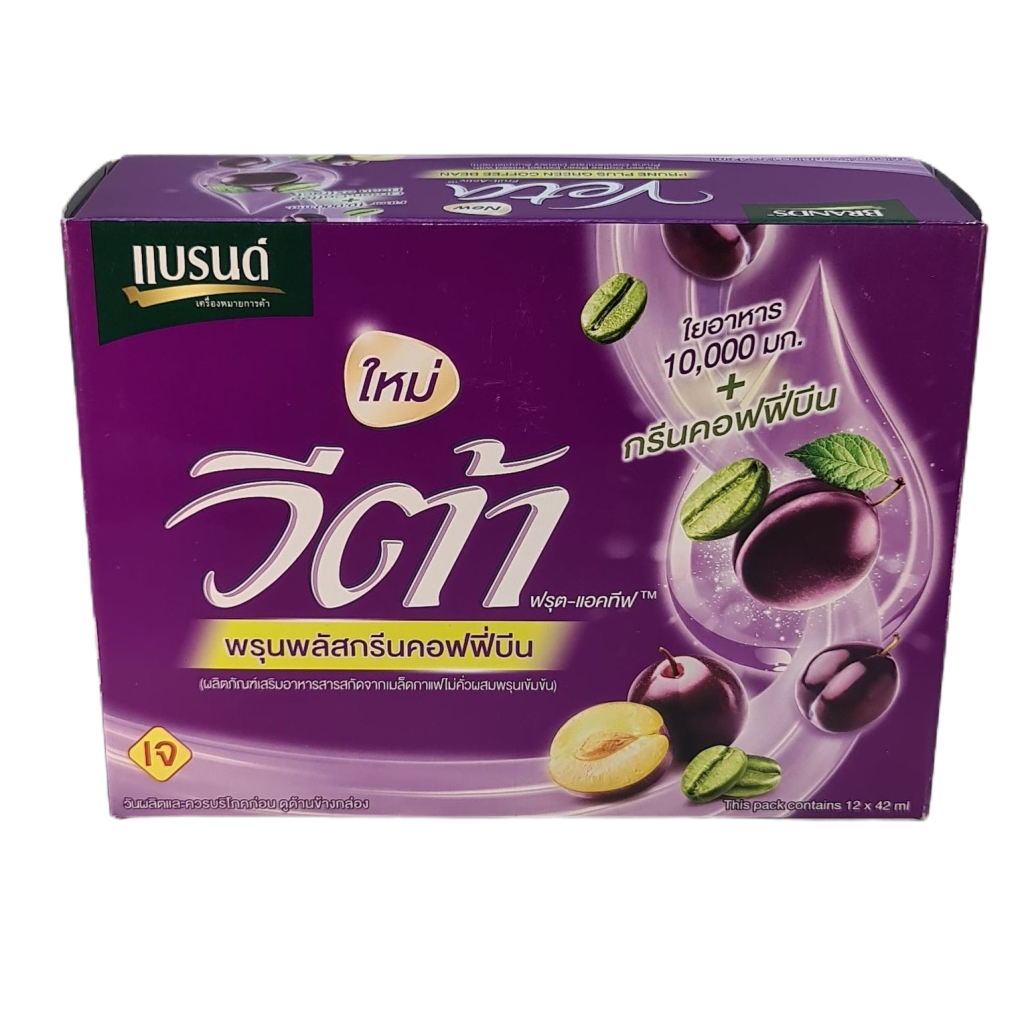 BRAND'S
New
Veta
Fruit-Activ™
PRUNE PLUS GREEN COFFEE BEAN
แบรนด์
เครื่องหมายการค้า
ใหม่
ใยอาหาร
10,000 มก.
+
กรีนคอฟฟี่บีน
วีต้า
ฟรุต-แอคทีฟ™
พรุนพลัสกรีนคอฟฟี่บีน
(ผลิตภัณฑ์เสริมอาหารสารสกัดจากเมล็ดกาแฟไม่คั่วผสมพรุนเข้มข้น)
เจ
วันผลิตและควรบริโภคก่อน ดูด้านข้างกล่อง
This pack contains 12 x 42 ml